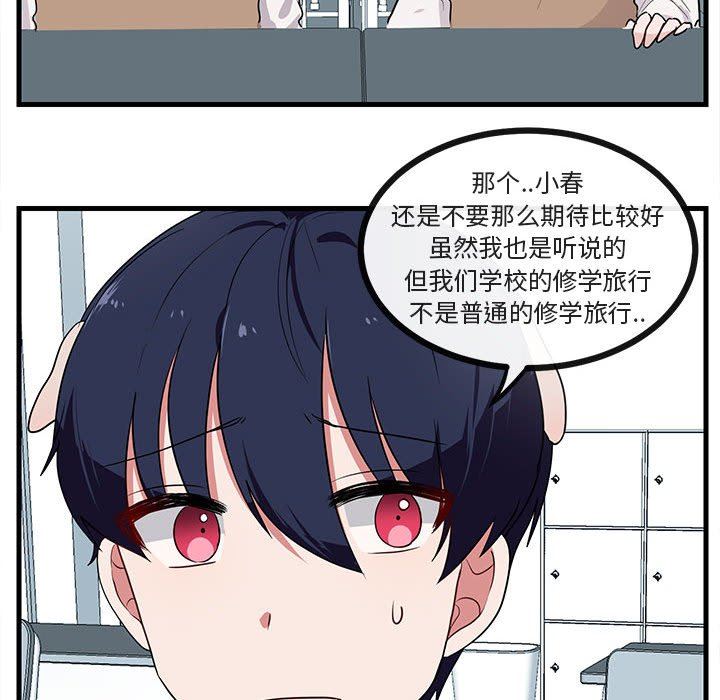 那个..小春
还是不要那么期待比较好
虽然我也是听说的
但我们学校的修学旅行
不是普通的修学旅行..